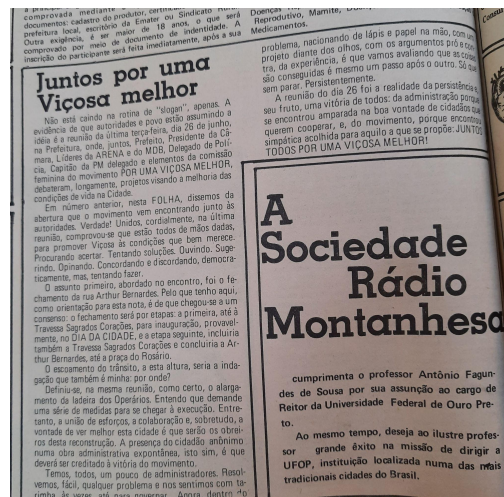 comprovada mediante
documentos: cadastro do produtor, certifi
prefeitura local, escritório da Emater ou Sindicato Rural
Outra exigência, é ser maior de 18 anos, o que será
comprovado por meio de documento de indentidade. A
inscrição do participante será feita imediatamente, após a sua
Juntos por uma
Viçosa melhor
Não está caindo na rotina de "slogan", apenas. A
evidência de que autoridades e povo estão assumindo a
idéia é a reunião da última terça-feira, dia 26 de junho,
na Prefeitura, onde, juntos, Prefeito, Presidente da Câ-
mara, Líderes da ARENA e do MDB, Delegado de Polí-
cia, Capitão da PM delegado e elementos da comissão
feminina do movimento POR UMA VIÇOSA MELHOR,
debateram, longamente, projetos visando a melhoria das
condições de vida na Cidade.
Em número anterior, nesta FOLHA, dissemos da
abertura que o movimento vem encontrando junto às
autoridades. Verdade! Unidos, cordialmente, na última
reunião, comprovou-se que estão todos de mãos dadas,
para promover Viçosa às condições que bem merece.
Procurando acertar. Tentando soluções. Ouvindo. Suge-
rindo. Opinando. Concordando e discordando, democra-
ticamente, mas, tentando fazer.
O assunto primeiro, abordado no encontro, foi o fe-
chamento da rua Arthur Bernardes. Pelo que tenho aqui,
como orientação para esta nota, é de que chegou-se a um
consenso: o fechamento será por etapas: a primeira, até à
Travessa Sagrados Corações, para inauguração, provavel-
mente, no DIA DA CIDADE, e a etapa seguinte, incluiria
também a Travessa Sagrados Corações e concluiria a Ar-
thur Bernardes, até à praça do Rosário.
O escoamento do trânsito, a esta altura, seria a inda-
gação que também é minha: por onde?
Definiu-se, na mesma reunião, como certo, o alarga-
mento da ladeira dos Operários. Entendo que demande
uma série de medidas para se chegar à execução. Entre-
tanto, a união de esforços, a colaboração e, sobretudo, a
vontade de ver melhor esta cidade é que serão os obrei-
ros desta reconstrução. A presença do cidadão anônimo
numa obra administrativa expontânea, isto sim, é que
deverá ser creditado à vitória do movimento.
Temos, todos, um pouco de administradores. Resol-
vemos, fácil, qualquer problema e nos sentimos com ta-
rimba às vezes, até para governar. Agora dentro "do
Reprodutivo, Mamite,
Medicamentos.
problema, nacionando de lápis e papel na mão, com um
projeto diante dos olhos, com os argumentos pró e con-
tra, da experiência, é que vamos avaliando que as coisas
são conseguidas é mesmo um passo após o outro. Só que
sem parar. Persistentemente.
A reunião do dia 26 foi a realidade da persistência e
seu fruto, uma vitória de todos: da administração porque
se encontrou amparada na boa vontade de cidadãos que
querem cooperar, e, do movimento, porque encontrou
simpática acolhida para aquilo a que se propõe: JUNTOS
TODOS POR UMA VIÇOSA MELHOR!
A
Sociedade
Rádio
Montanhesa
cumprimenta o professor Antônio Fagun-
des de Sousa por sua assunção ao cargo de
Reitor da Universidade Federal de Ouro Pre-
to.
Ao mesmo tempo, deseja ao ilustre profes-
sor grande êxito na missão de dirigir a
UFOP, instituição localizada numa das mais
tradicionais cidades do Brasil.